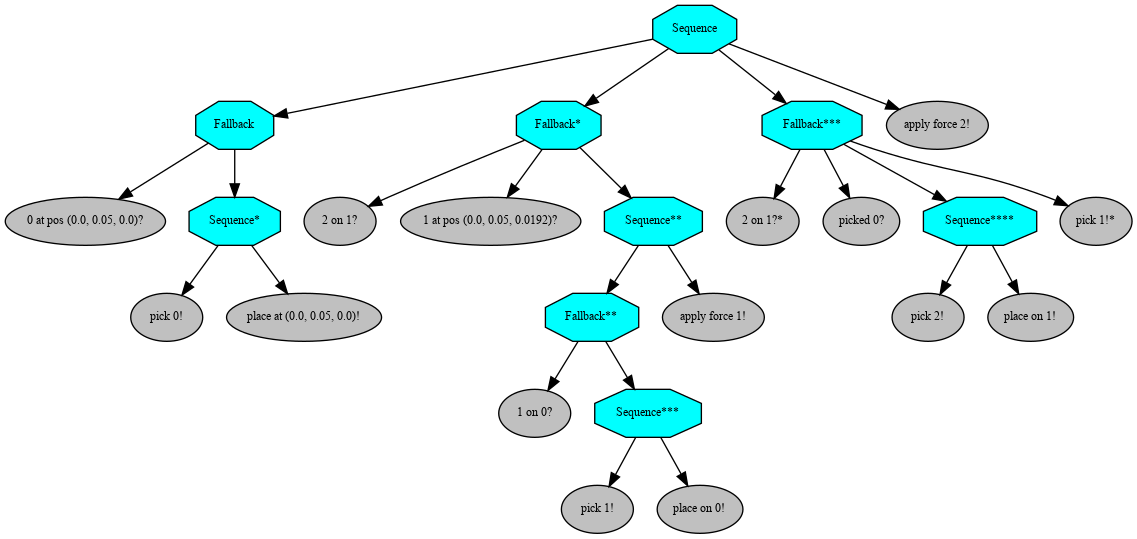 Sequence
Fallback
Fallback*
Fallback***
apply force 2!
0 at pos (0.0, 0.05, 0.0)?
Sequence*
2 on 1?
1 at pos (0.0, 0.05, 0.0192)?
Sequence**
2 on 1?*
picked 0?
Sequence****
pick 1!*
pick 0!
place at (0.0, 0.05, 0.0)!
Fallback**
apply force 1!
pick 2!
place on 1!
1 on 0?
Sequence***
pick 1!
place on 0!